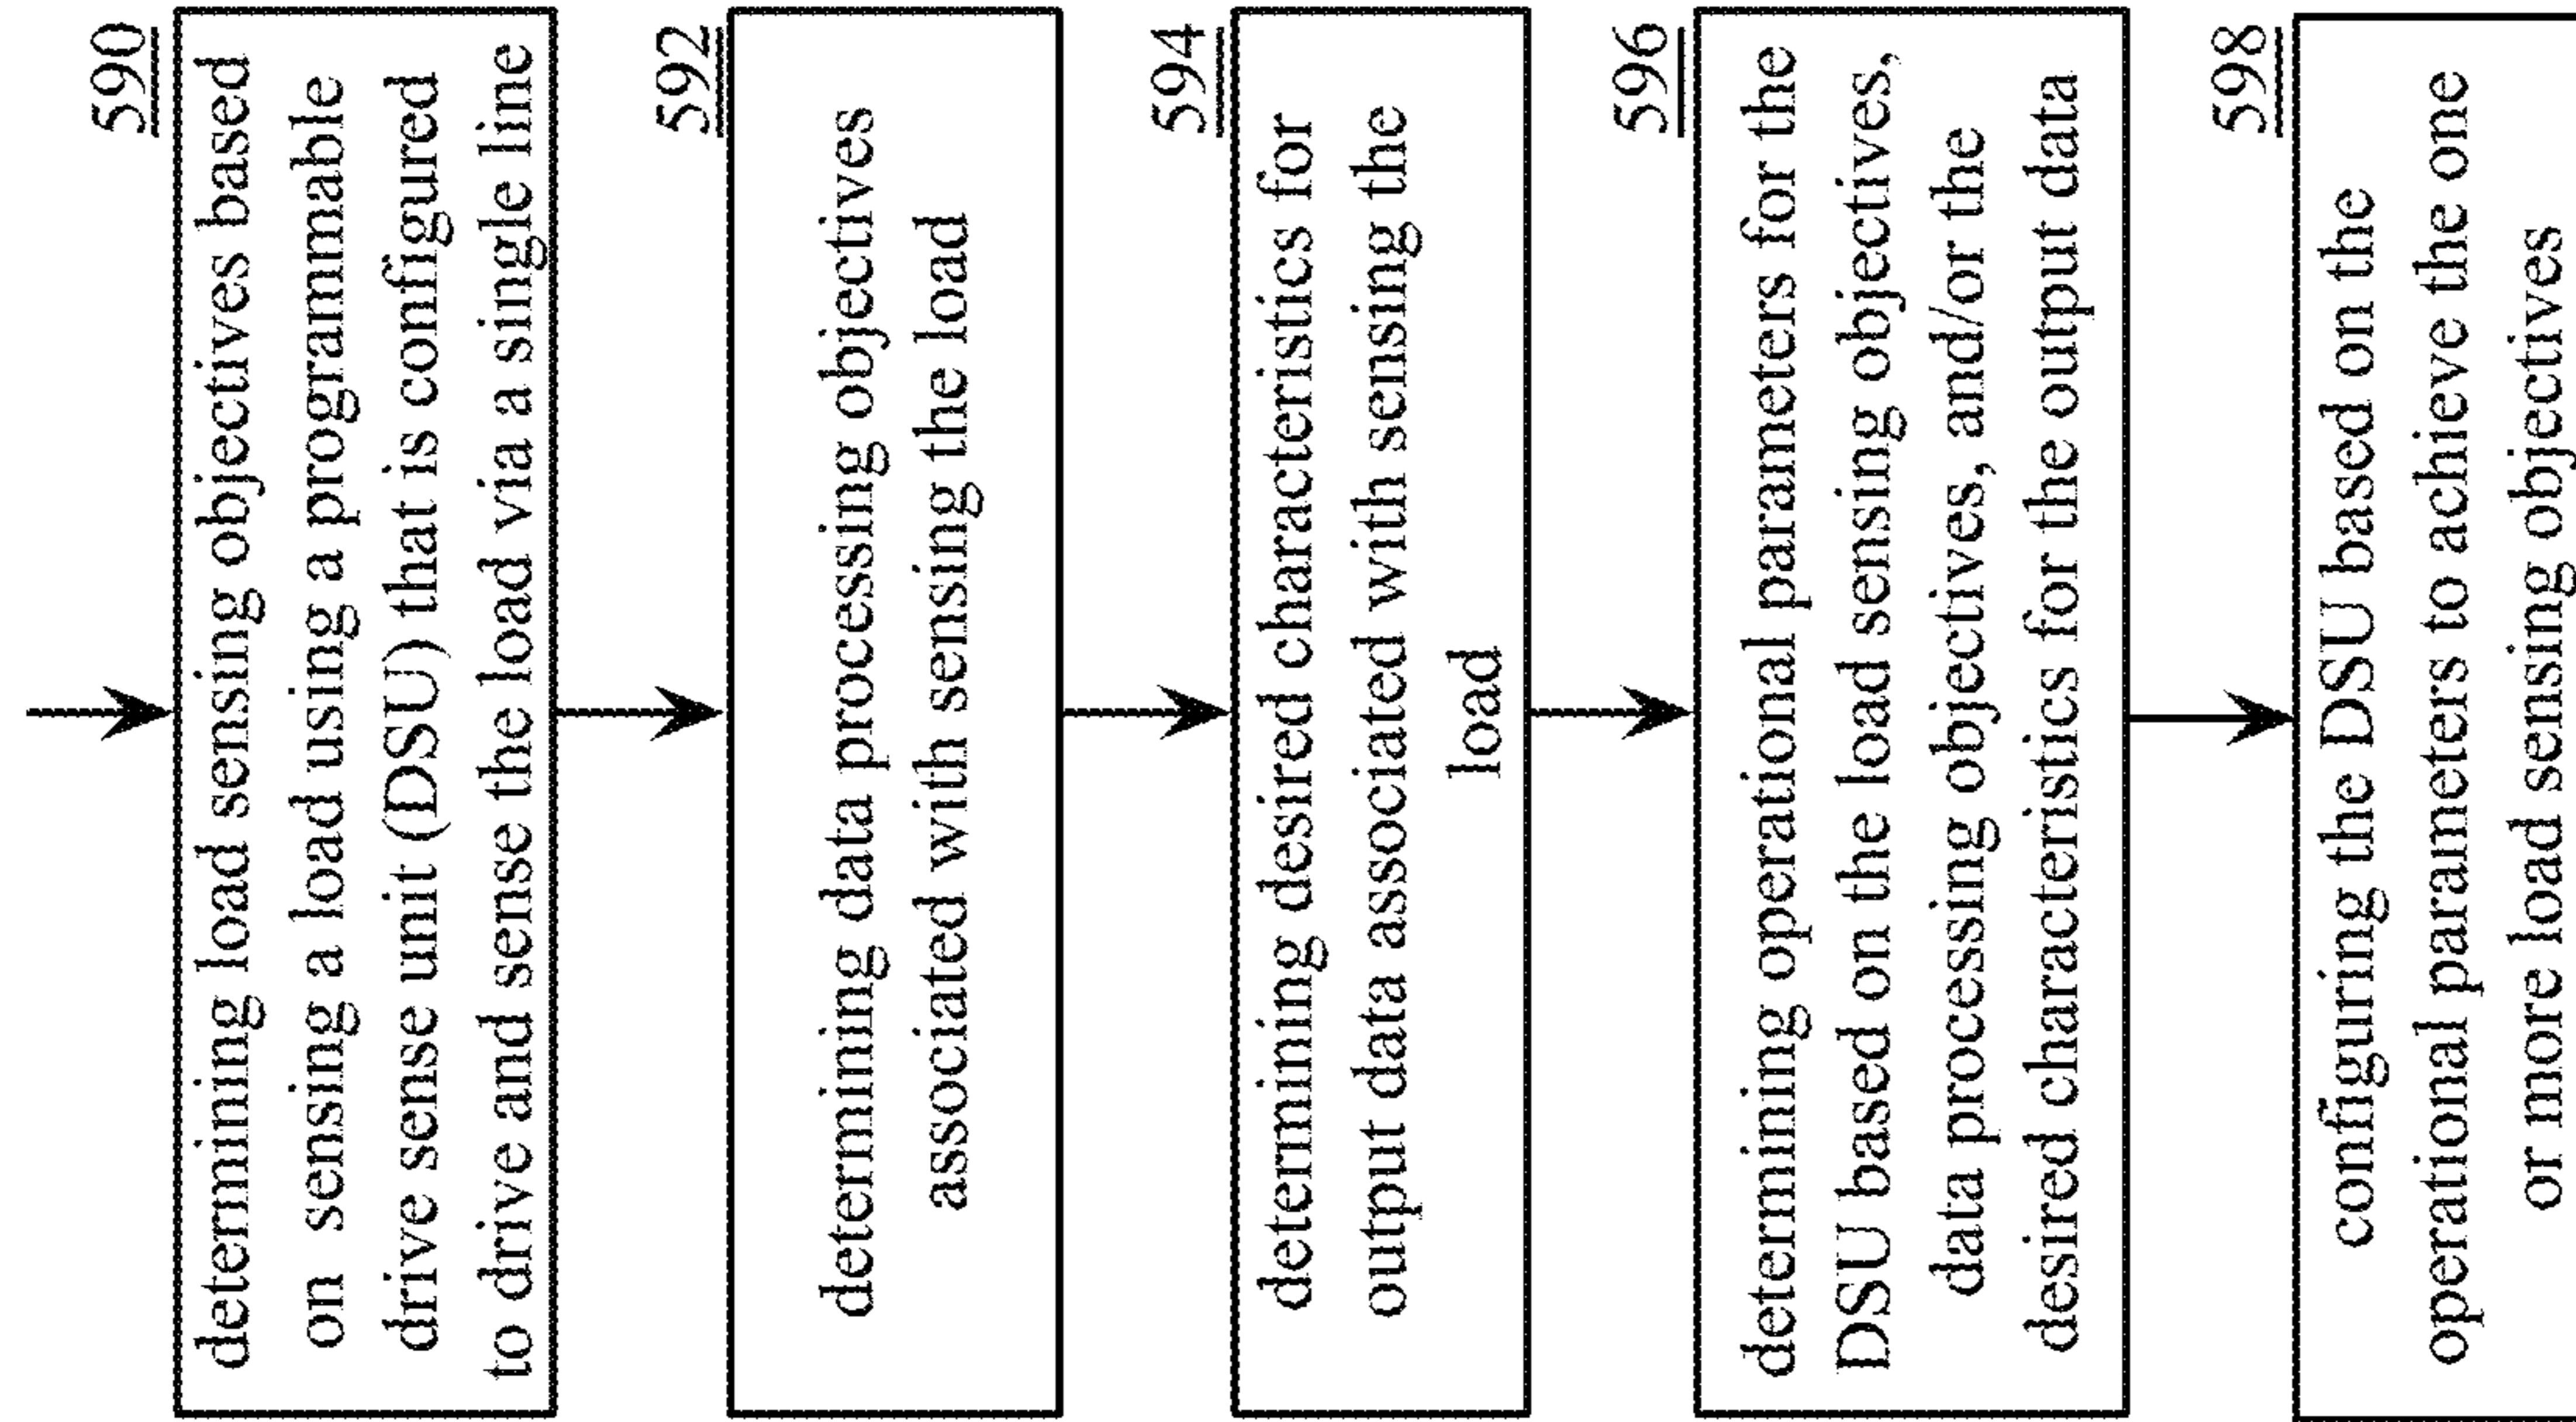 590
determining load sensing objectives based
on sensing a load using a programmable
drive sense unit (DSU) that is configured
to drive and sense the load via a single line
592
determining data processing objectives
associated with sensing the load
594
determining desired characteristics for
output data associated with sensing the
load
596
determining operational parameters for the
DSU based on the load sensing objectives,
data processing objectives, and/or the
desired characteristics for the output data
598
configuring the DSU based on the
operational parameters to achieve the one
or more load sensing objectives